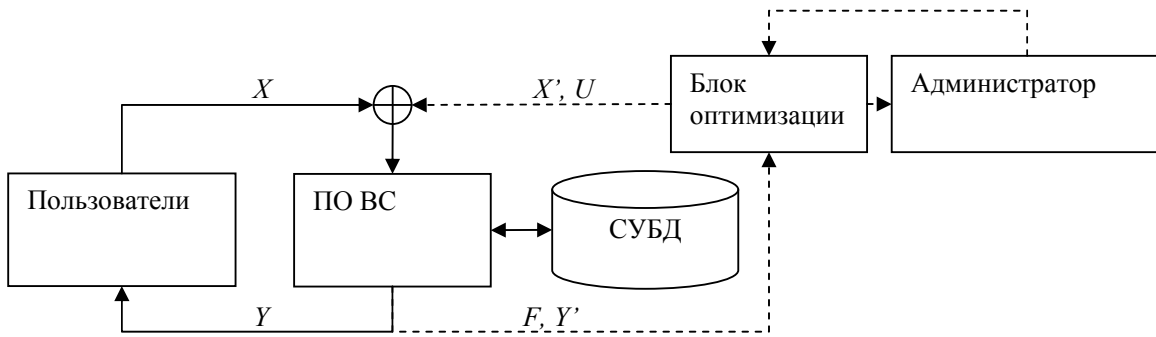 X
X’, U
Блок
оптимизации
Администратор
Пользователи
ПО ВС
СУБД
Y
F, Y’